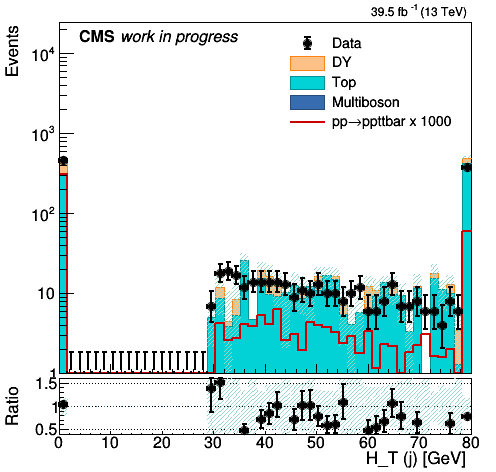 39.5 fb⁻¹ (13 TeV)
CMS work in progress
Events
Data
DY
Top
Multiboson
pp→ppttbar x 1000
10⁴
10³
10²
10
1
Ratio
1.5
1
0.5
0 10 20 30 40 50 60 70 80
H_T (j) [GeV]